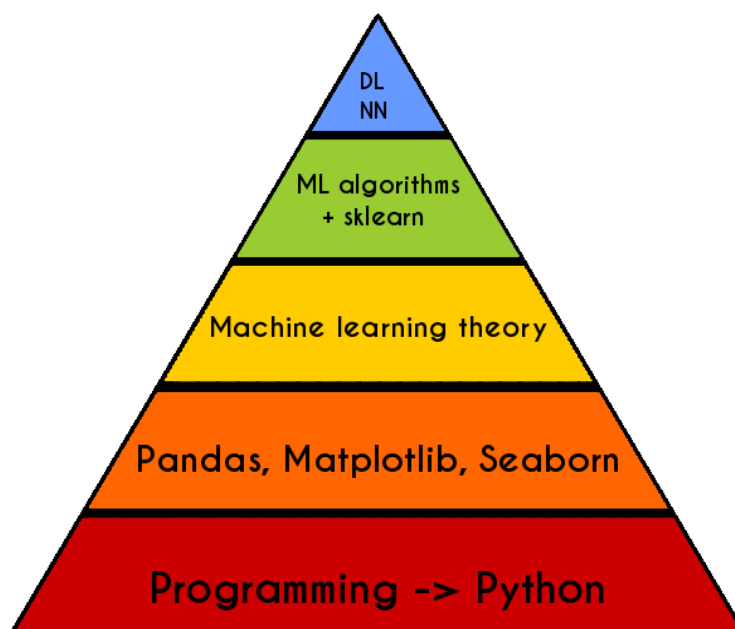 DL
NN
ML algorithms
+ sklearn
Machine learning theory
Pandas, Matplotlib, Seaborn
Programming -> Python